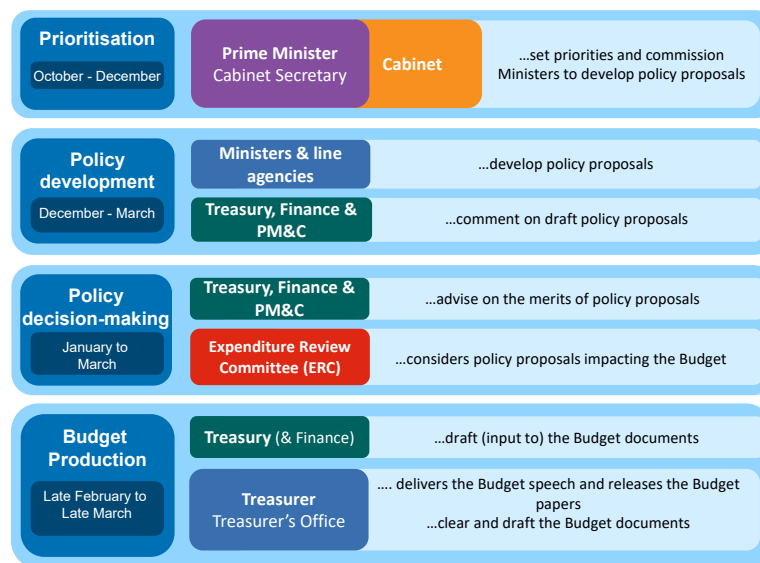 Prioritisation
October - December
Prime Minister
Cabinet Secretary
Cabinet
…set priorities and commission
Ministers to develop policy proposals
Policy
development
December - March
Ministers & line
agencies
…develop policy proposals
Treasury, Finance &
PM&C
…comment on draft policy proposals
Policy
decision-making
January to
March
Treasury, Finance &
PM&C
…advise on the merits of policy proposals
Expenditure Review
Committee (ERC)
…considers policy proposals impacting the Budget
Budget
Production
Late February to
Late March
Treasury (& Finance)
…draft (input to) the Budget documents
Treasurer
Treasurer’s Office
…. delivers the Budget speech and releases the Budget
papers
…clear and draft the Budget documents